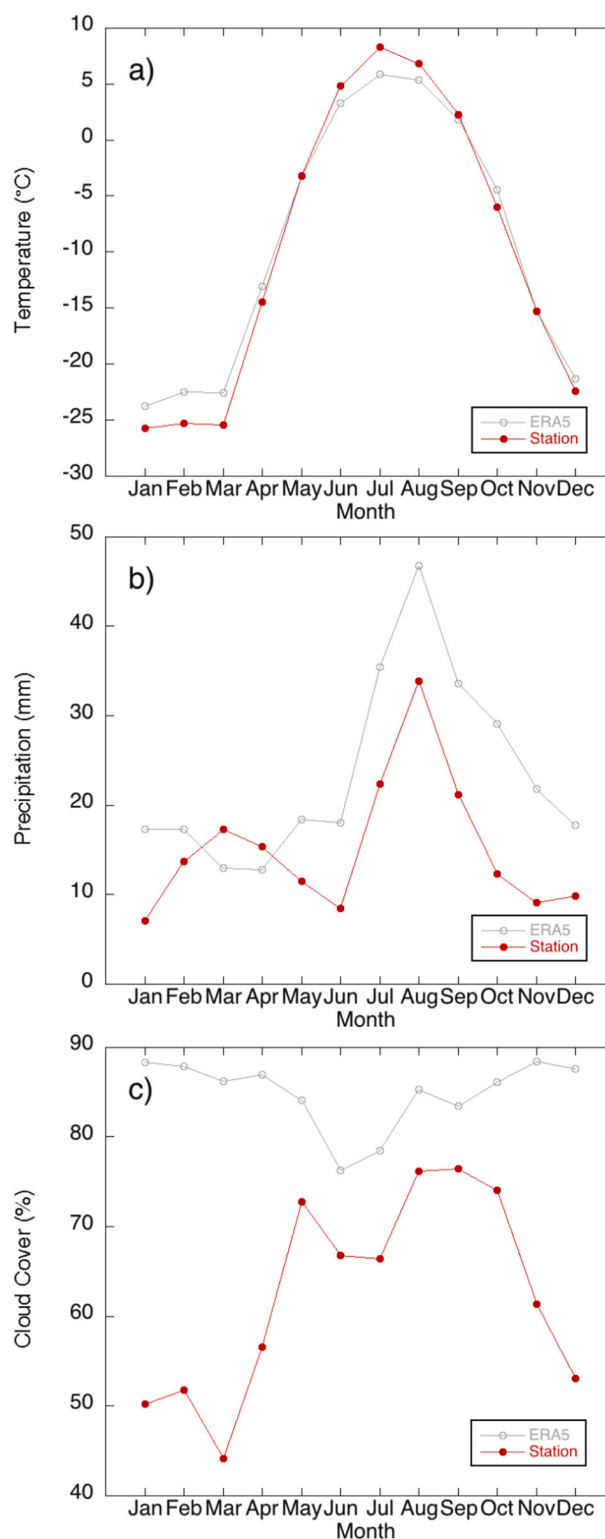 a)
10
5
0
-5
-10
-15
-20
-25
-30
Temperature (°C)
ERA5
Station
Jan Feb Mar Apr May Jun Jul Aug Sep Oct Nov Dec
Month
b)
50
40
30
20
10
0
Precipitation (mm)
ERA5
Station
Jan Feb Mar Apr May Jun Jul Aug Sep Oct Nov Dec
Month
c)
90
80
70
60
50
40
Cloud Cover (%)
ERA5
Station
Jan Feb Mar Apr May Jun Jul Aug Sep Oct Nov Dec
Month